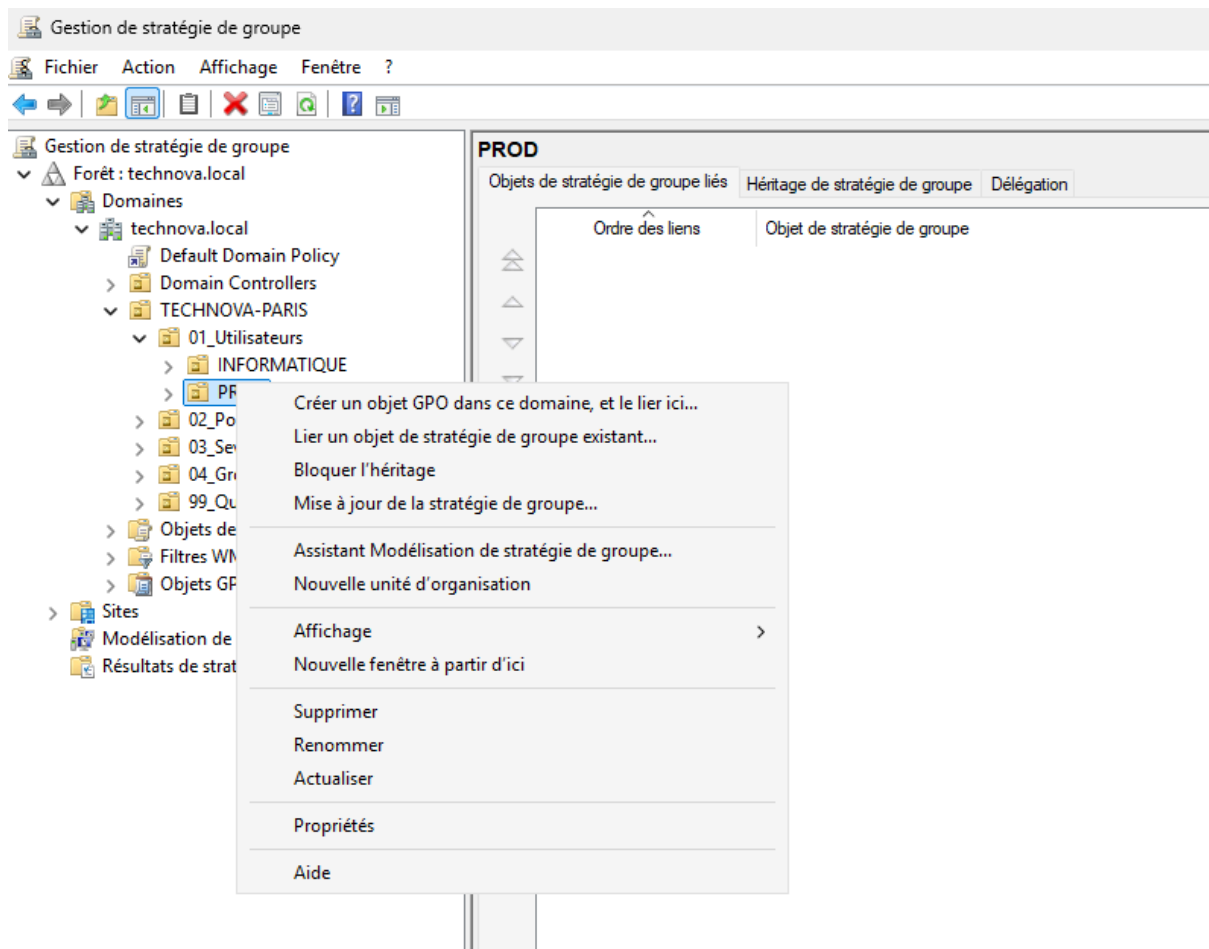 Gestion de stratégie de groupe
Fichier Action Affichage Fenêtre ?
Gestion de stratégie de groupe
Forêt : technova.local
Domaines
technova.local
Default Domain Policy
Domain Controllers
TECHNOVA-PARIS
01_Utilisateurs
INFORMATIQUE
PR
02_Po
03_Se
04_Gr
99_Qu
Objets de
Filtres WM
Objets GP
Sites
Modélisation de
Résultats de strat
PROD
Objets de stratégie de groupe liés Héritage de stratégie de groupe Délégation
Ordre des liens Objet de stratégie de groupe
Créer un objet GPO dans ce domaine, et le lier ici...
Lier un objet de stratégie de groupe existant...
Bloquer l'héritage
Mise à jour de la stratégie de groupe...
Assistant Modélisation de stratégie de groupe...
Nouvelle unité d'organisation
Affichage
Nouvelle fenêtre à partir d'ici
Supprimer
Renommer
Actualiser
Propriétés
Aide